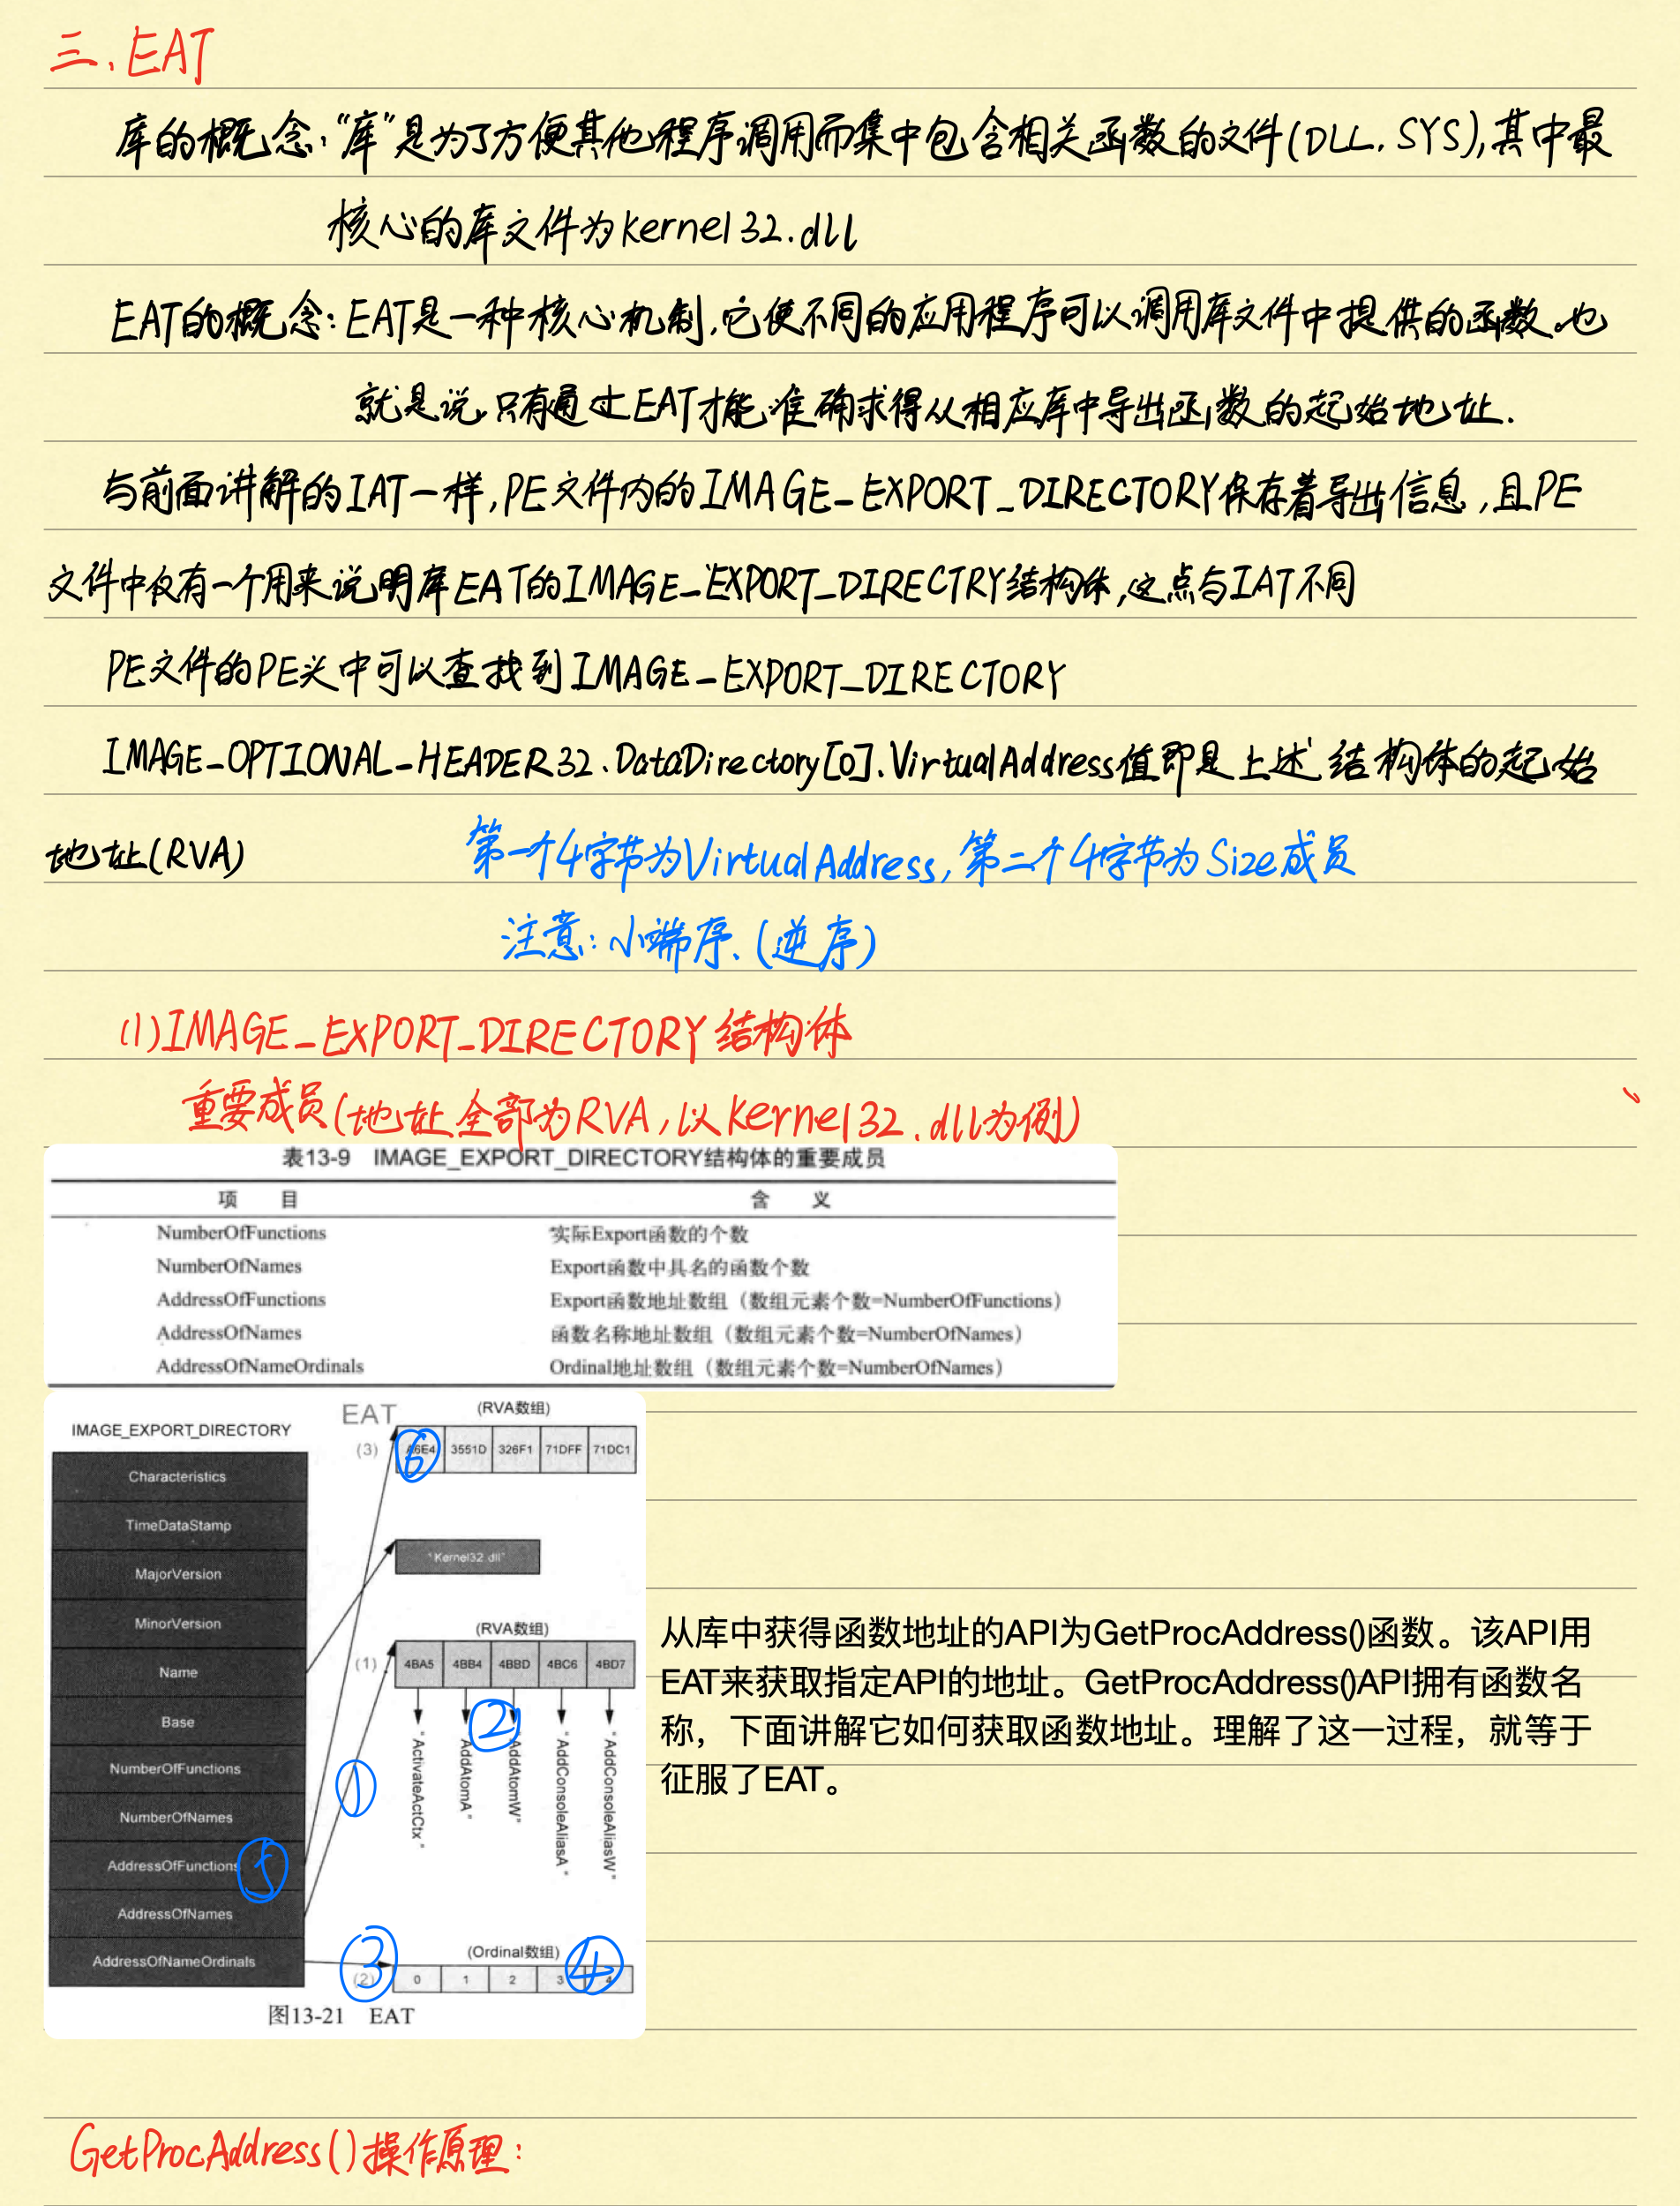 三. EAT
库的概念:"库"是为了方便其他程序调用而集中包含相关函数的文件(DLL. SYS),其中最
核心的库文件为kernel32.dll
EAT的概念:EAT是一种核心机制,它使不同的应用程序可以调用库文件中提供的函数,也
就是说,只有通过EAT才能准确求得从相应库中导出函数的起始地址.
与前面讲解的IAT一样,PE文件内的IMAGE_EXPORT_DIRECTORY保存着导出信息,且PE
文件中仅有一个用来说明库EAT的IMAGE_EXPORT_DIRECTRY结构体,这点与IAT不同
PE文件的PE头中可以查找到IMAGE_EXPORT_DIRECTORY
IMAGE_OPTIONAL_HEADER32.DataDirectory[0].VirtualAddress值即是上述结构体的起始
地址(RVA)
第一个4字节为VirtualAddress,第二个4字节为Size成员
注意:小端序、(逆序)
(1)IMAGE_EXPORT_DIRECTORY结构体
重要成员(地址全部为RVA,以Kernel32.dll为例)
表13-9 IMAGE_EXPORT_DIRECTORY结构体的重要成员
项 目 含 义
NumberOfFunctions 实际Export函数的个数
NumberOfNames Export函数中具名的函数个数
AddressOfFunctions Export函数地址数组(数组元素个数=NumberOfFunctions)
AddressOfNames 函数名称地址数组(数组元素个数=NumberOfNames)
AddressOfNameOrdinals Ordinal地址数组(数组元素个数=NumberOfNames)
IMAGE_EXPORT_DIRECTORY
Characteristics
TimeDataStamp
MajorVersion
MinorVersion
Name
Base
NumberOfFunctions
NumberOfNames
AddressOfFunctions ⑤
AddressOfNames
AddressOfNameOrdinals
EAT (RVA数组)
(3) A6E4 3551D 326F1 71DFF 71DC1
⑥
"Kernel32.dll"
(RVA数组)
(1) 4BA5 4BB4 4BBD 4BC6 4BD7
①
②
"ActivateActCtx"
"AddAtomA"
"AddAtomW"
"AddConsoleAliasA"
"AddConsoleAliasW"
(Ordinal数组)
③ ④
(2) 0 1 2 3 4
图13-21 EAT
从库中获得函数地址的API为GetProcAddress()函数。该API用
EAT来获取指定API的地址。GetProcAddress()API拥有函数名
称,下面讲解它如何获取函数地址。理解了这一过程,就等于
征服了EAT。
GetProcAddress()操作原理: